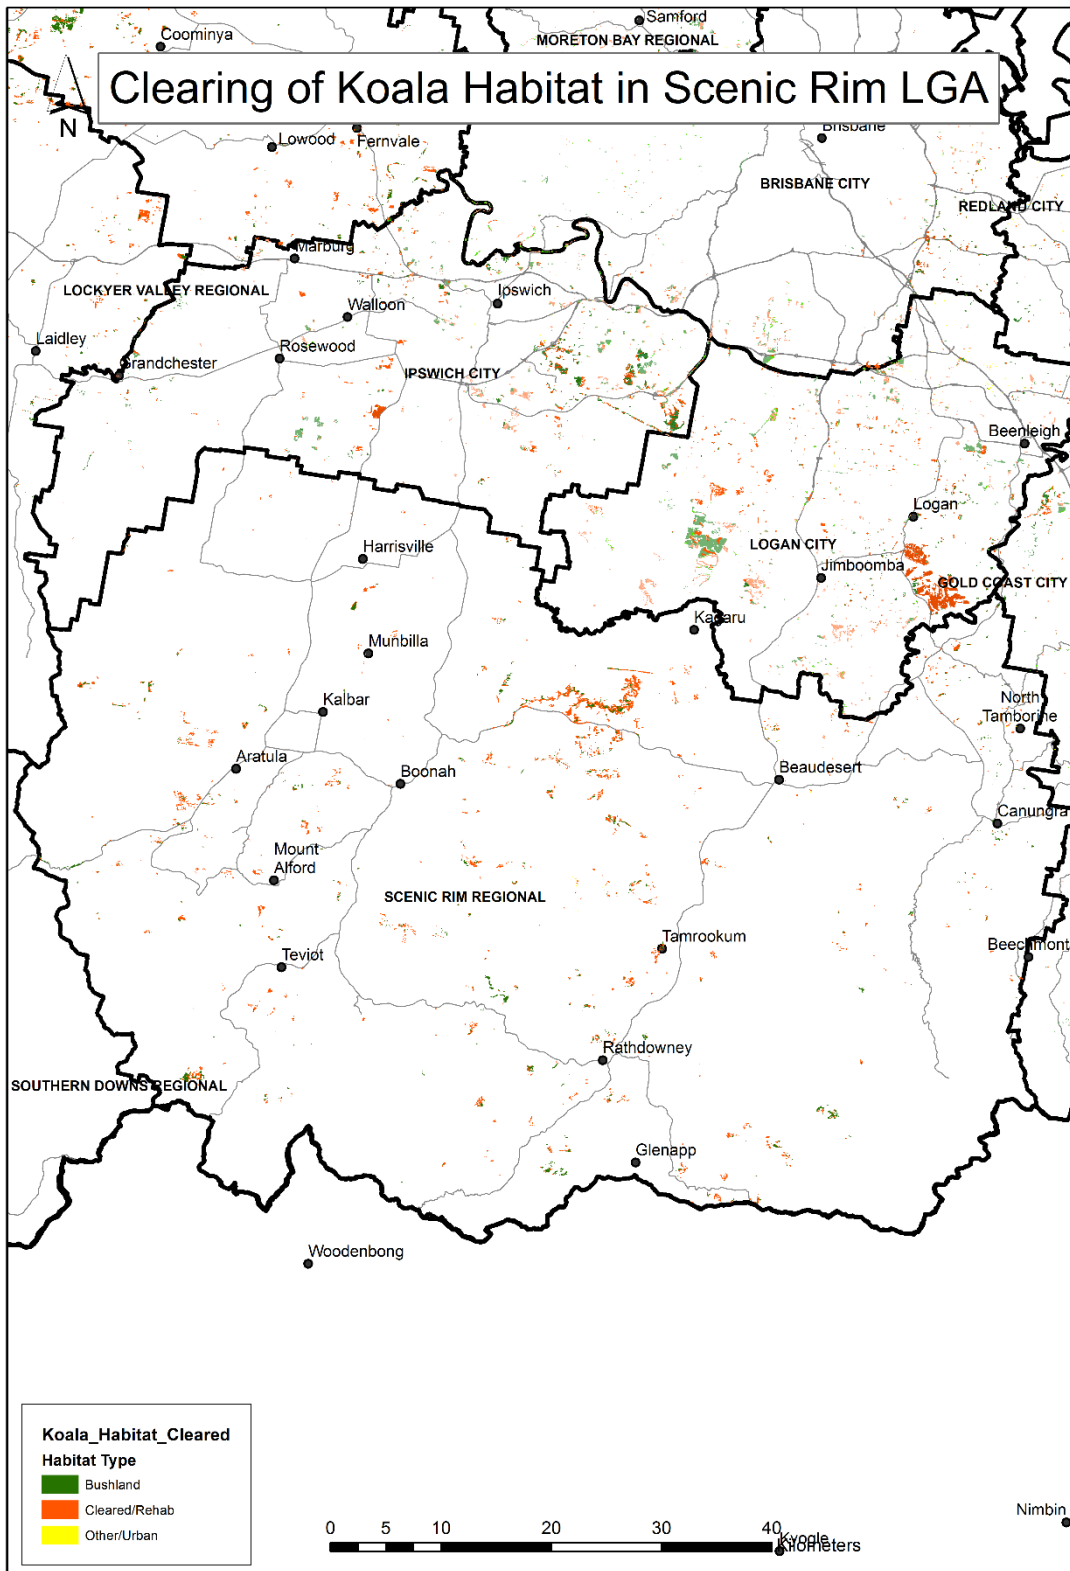 Coominya
Samford
MORETON BAY REGIONAL
Clearing of Koala Habitat in Scenic Rim LGA
N
Lowood
Fernvale
Brisbane
BRISBANE CITY
REDLAND CITY
Marburg
LOCKYER VALLEY REGIONAL
Walloon
Ipswich
Laidley
Grandchester
Rosewood
IPSWICH CITY
Beenleigh
Logan
Harrisville
LOGAN CITY
Jimboomba
GOLD COAST CITY
Kagaru
Munbilla
Kalbar
North
Tamborine
Aratula
Boonah
Beaudesert
Canungra
Mount
Alford
SCENIC RIM REGIONAL
Tamrookum
Beechmont
Teviot
Rathdowney
SOUTHERN DOWNS REGIONAL
Glenapp
Woodenbong
Koala_Habitat_Cleared
Habitat Type
Bushland
Cleared/Rehab
Other/Urban
0 5 10 20 30 40
Kilometers
Kyogle
Nimbin